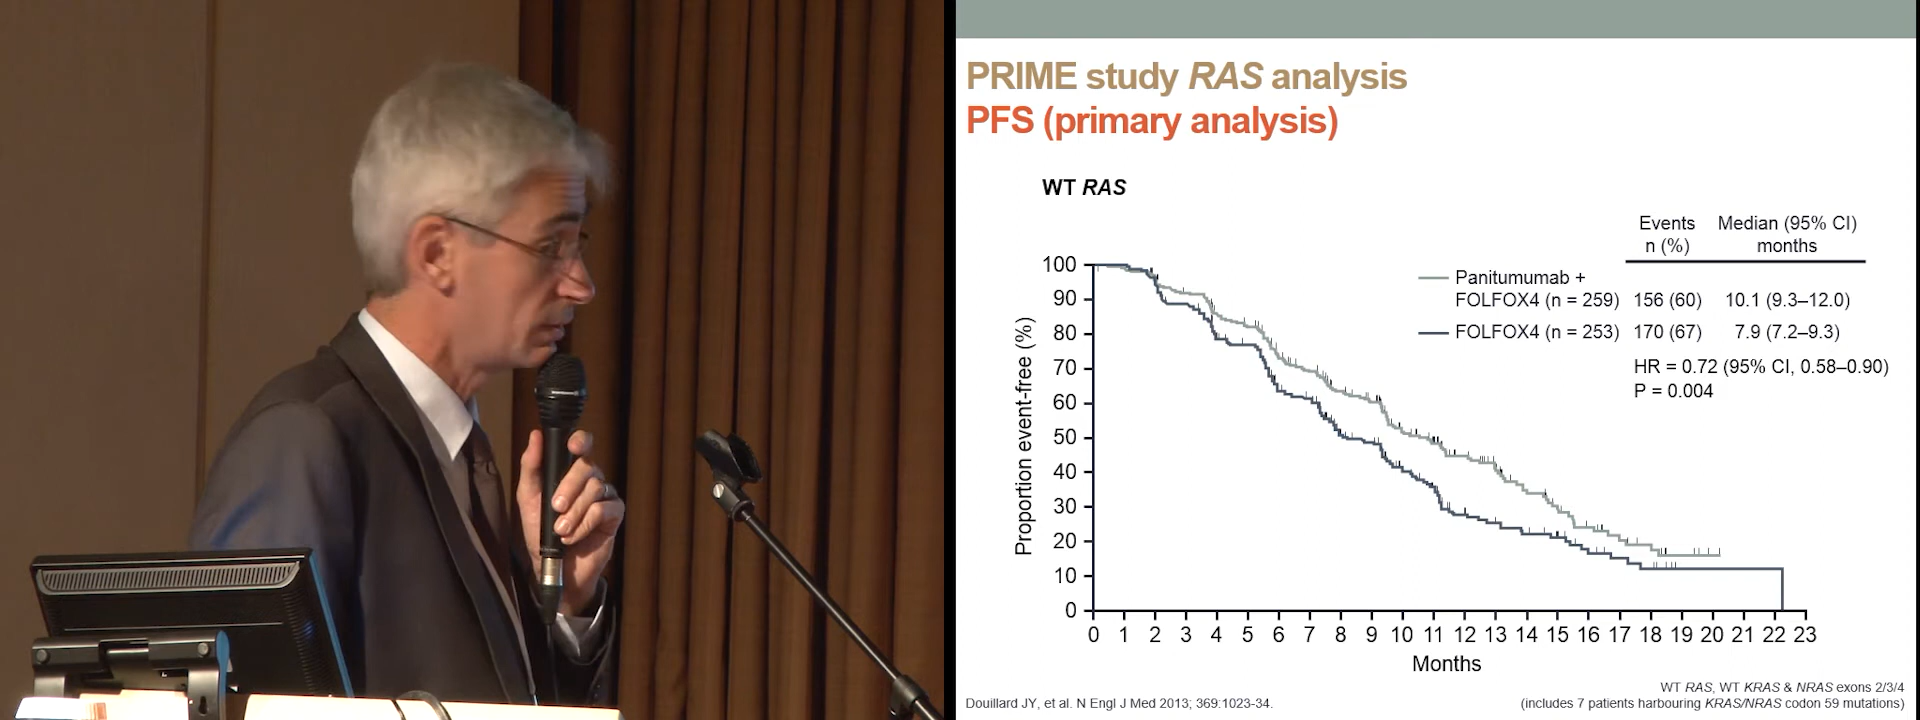 PRIME study RAS analysis
PFS (primary analysis)
WT RAS
Events
n (%)
Median (95% CI)
months
Panitumumab +
FOLFOX4 (n = 259) 156 (60) 10.1 (9.3–12.0)
FOLFOX4 (n = 253) 170 (67) 7.9 (7.2–9.3)
HR = 0.72 (95% CI, 0.58–0.90)
P = 0.004
Proportion event-free (%)
100
90
80
70
60
50
40
30
20
10
0
0 1 2 3 4 5 6 7 8 9 10 11 12 13 14 15 16 17 18 19 20 21 22 23
Months
WT RAS, WT KRAS & NRAS exons 2/3/4
(includes 7 patients harbouring KRAS/NRAS codon 59 mutations)
Douillard JY, et al. N Engl J Med 2013; 369:1023-34.